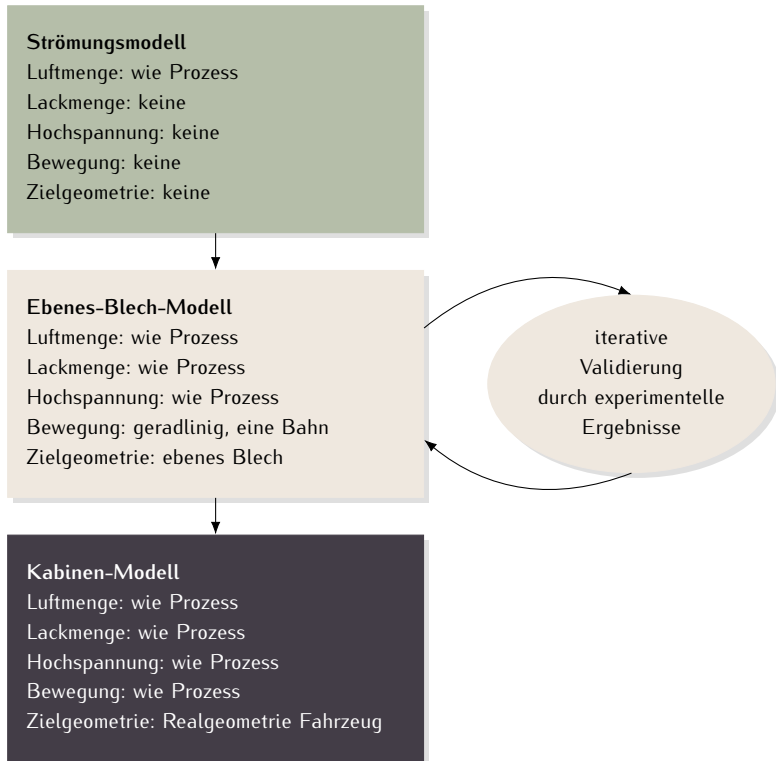 Strömungsmodell
Luftmenge: wie Prozess
Lackmenge: keine
Hochspannung: keine
Bewegung: keine
Zielgeometrie: keine
Ebenes-Blech-Modell
Luftmenge: wie Prozess
Lackmenge: wie Prozess
Hochspannung: wie Prozess
Bewegung: geradlinig, eine Bahn
Zielgeometrie: ebenes Blech
iterative
Validierung
durch experimentelle
Ergebnisse
Kabinen-Modell
Luftmenge: wie Prozess
Lackmenge: wie Prozess
Hochspannung: wie Prozess
Bewegung: wie Prozess
Zielgeometrie: Realgeometrie Fahrzeug